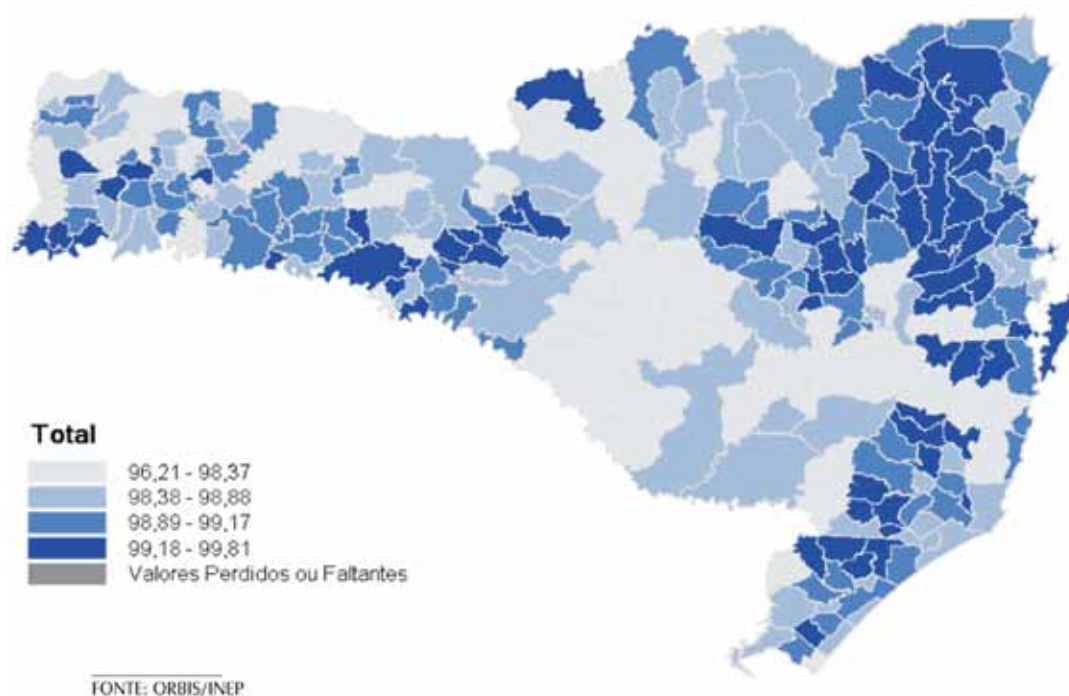 Total
96,21 - 98,37
98,38 - 98,88
98,89 - 99,17
99,18 - 99,81
Valores Perdidos ou Faltantes
FONTE: ORBIS/INEP